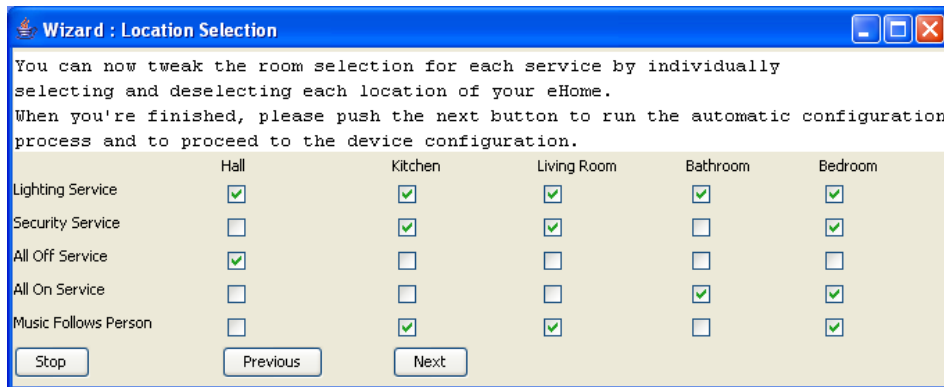 Wizard : Location Selection
You can now tweak the room selection for each service by individually
selecting and deselecting each location of your eHome.
When you're finished, please push the next button to run the automatic configuration
process and to proceed to the device configuration.
Hall Kitchen Living Room Bathroom Bedroom
Lighting Service
Security Service
All Off Service
All On Service
Music Follows Person
Stop Previous Next